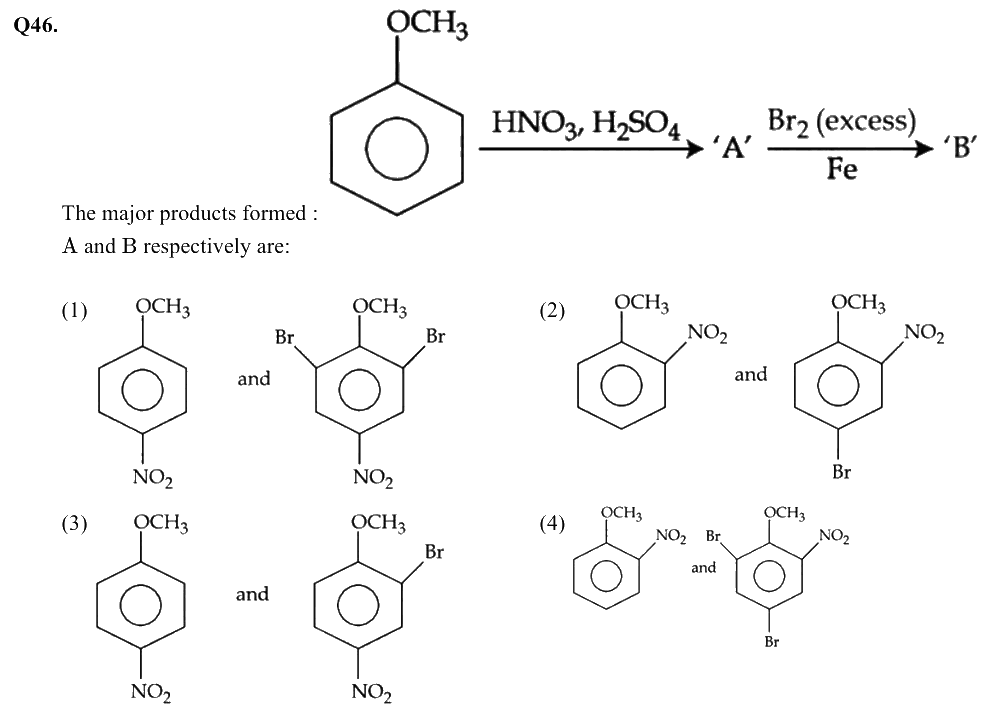 Q46.
OCH3
HNO3, H2SO4
'A'
Br2 (excess)
Fe
'B'
The major products formed :
A and B respectively are:
(1)
OCH3
NO2
and
OCH3
Br
Br
NO2
(2)
OCH3
NO2
and
OCH3
NO2
Br
(3)
OCH3
NO2
and
OCH3
Br
NO2
(4)
OCH3
NO2
and
OCH3
Br
NO2
Br